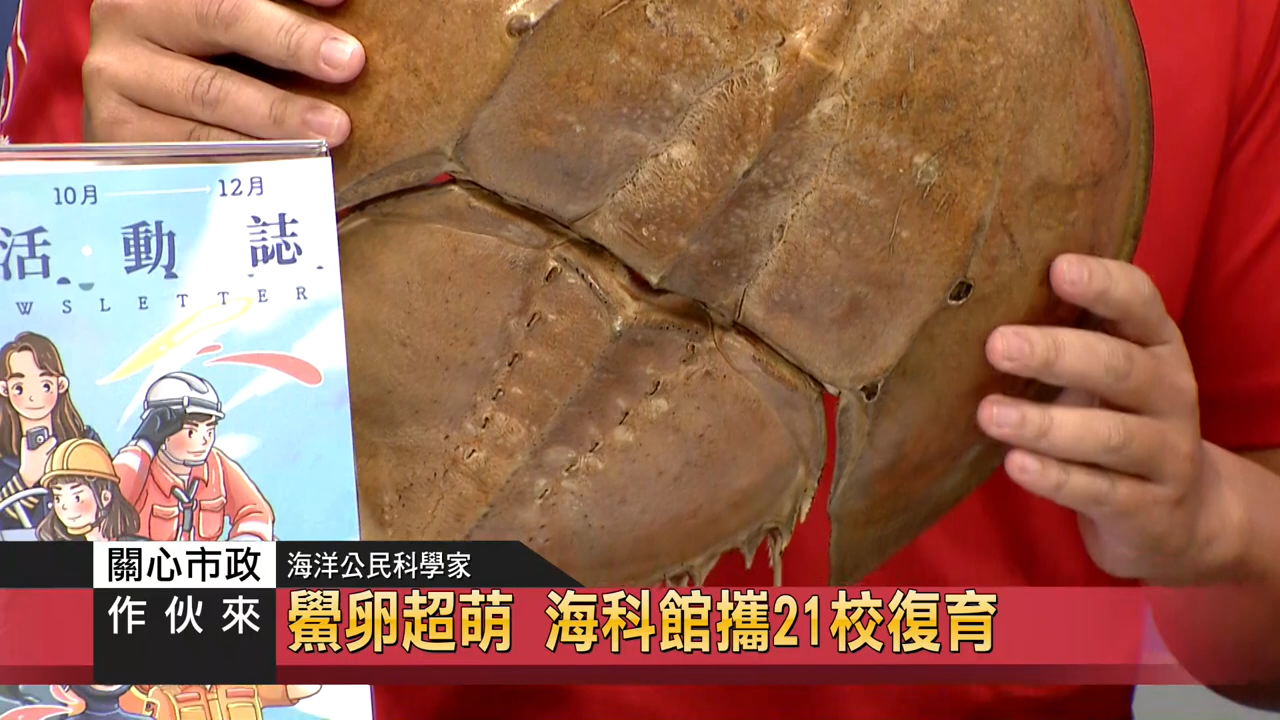 10月 12月
活動誌
WSLETTER
關心市政
作伙來
海洋公民科學家
鱟卵超萌 海科館攜21校復育